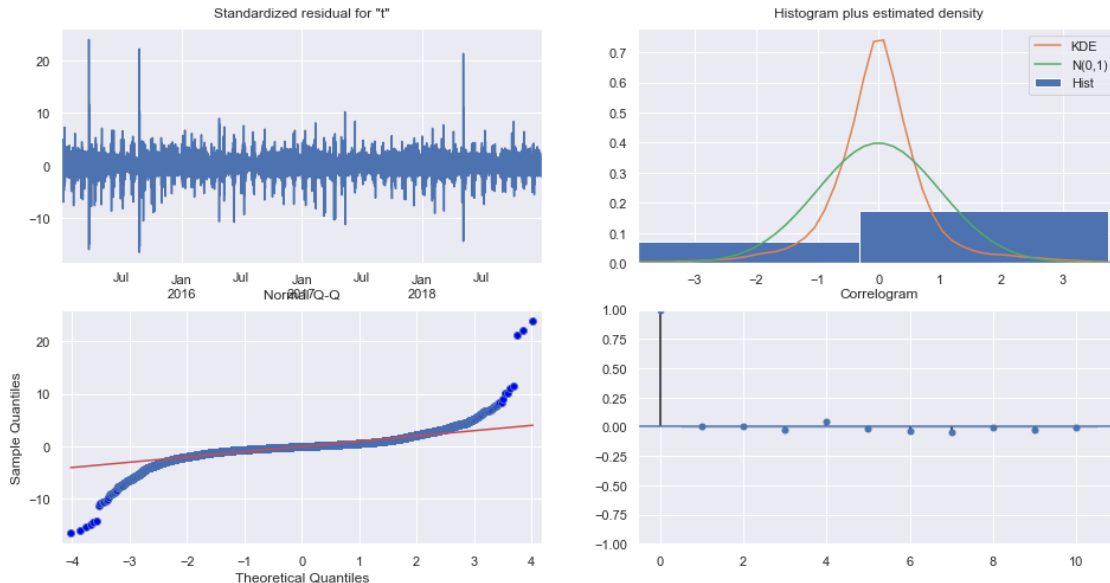 Standardized residual for "t"
20
10
0
−10
Jul
Jan
2016
Jul
Jan
2017
Jul
Jan
2018
Jul
Histogram plus estimated density
0.7
0.6
0.5
0.4
0.3
0.2
0.1
0.0
KDE
N(0,1)
Hist
−3 −2 −1 0 1 2 3
Normal Q-Q
Sample Quantiles
20
10
0
−10
−4 −3 −2 −1 0 1 2 3 4
Theoretical Quantiles
Correlogram
1.00
0.75
0.50
0.25
0.00
−0.25
−0.50
−0.75
−1.00
0 2 4 6 8 10